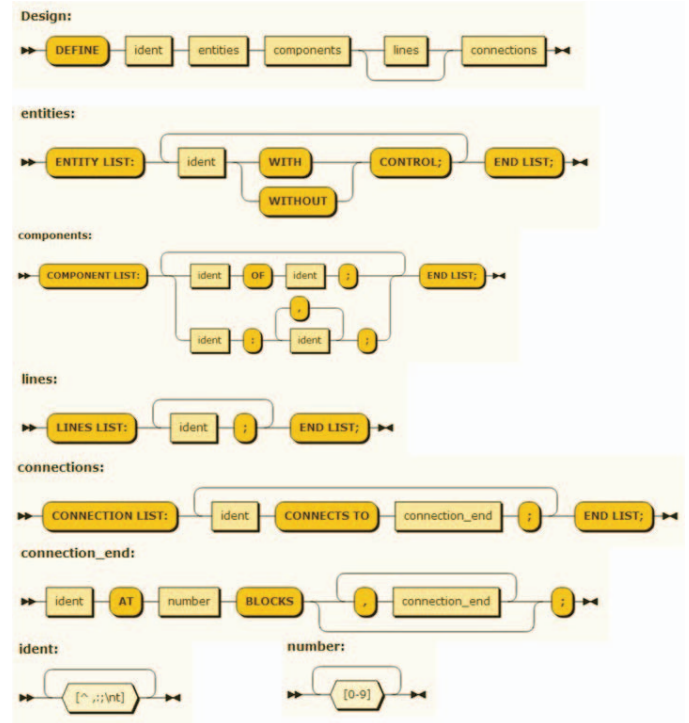 Design:
DEFINE ident entities components lines connections
entities:
ENTITY LIST: ident WITH CONTROL; END LIST;
WITHOUT
components:
COMPONENT LIST: ident OF ident ; END LIST;
,
ident : ident ;
lines:
LINES LIST: ident ; END LIST;
connections:
CONNECTION LIST: ident CONNECTS TO connection_end ; END LIST;
connection_end:
ident AT number BLOCKS , connection_end ;
ident: number:
[^ ,:;\nt] [0-9]